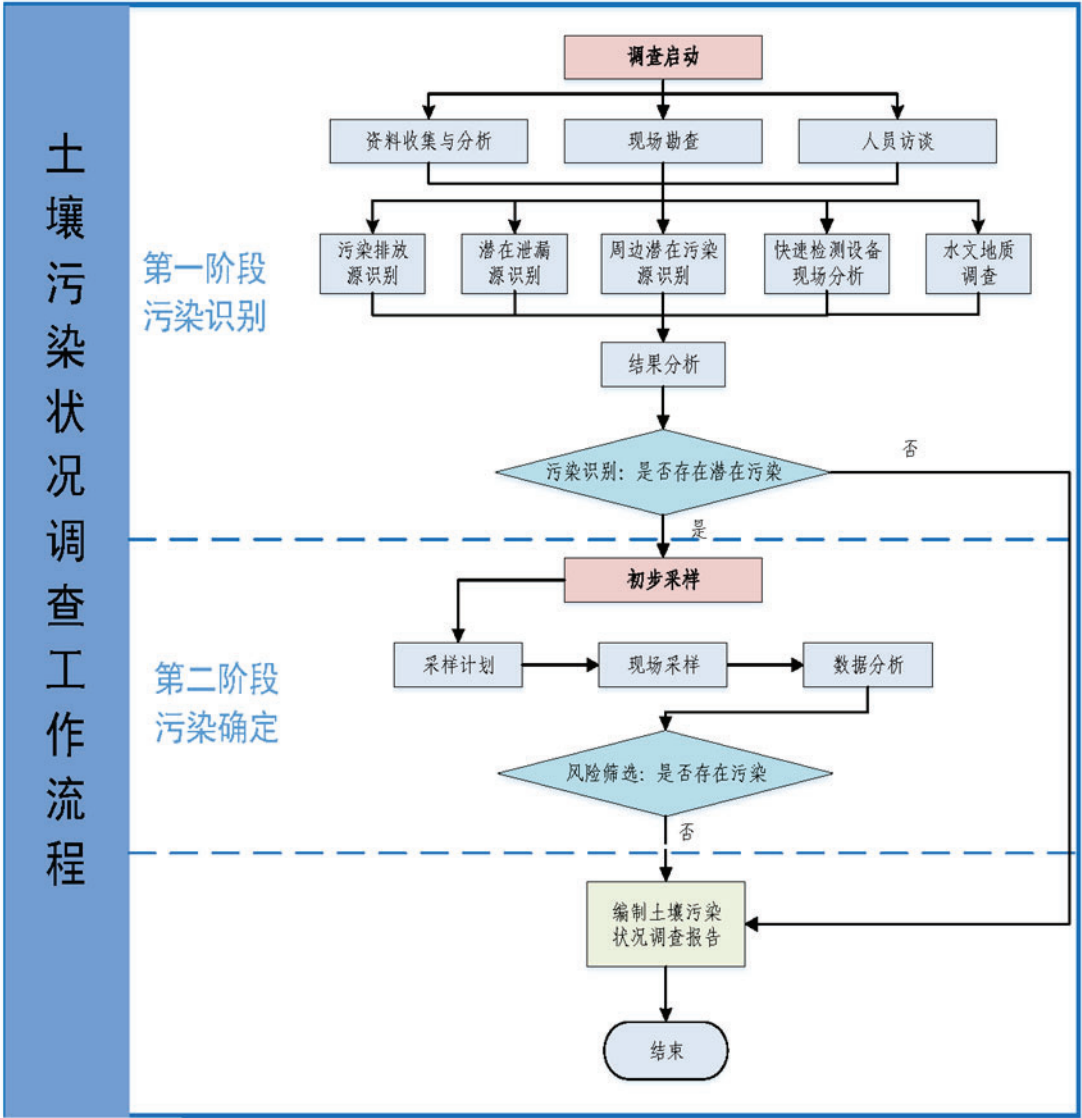 土壤污染状况调查工作流程
调查启动
资料收集与分析
现场勘查
人员访谈
第一阶段
污染识别
污染排放
源识别
潜在泄漏
源识别
周边潜在污染
源识别
快速检测设备
现场分析
水文地质
调查
结果分析
污染识别：是否存在潜在污染
否
是
初步采样
第二阶段
污染确定
采样计划
现场采样
数据分析
风险筛选：是否存在污染
否
编制土壤污染
状况调查报告
结束